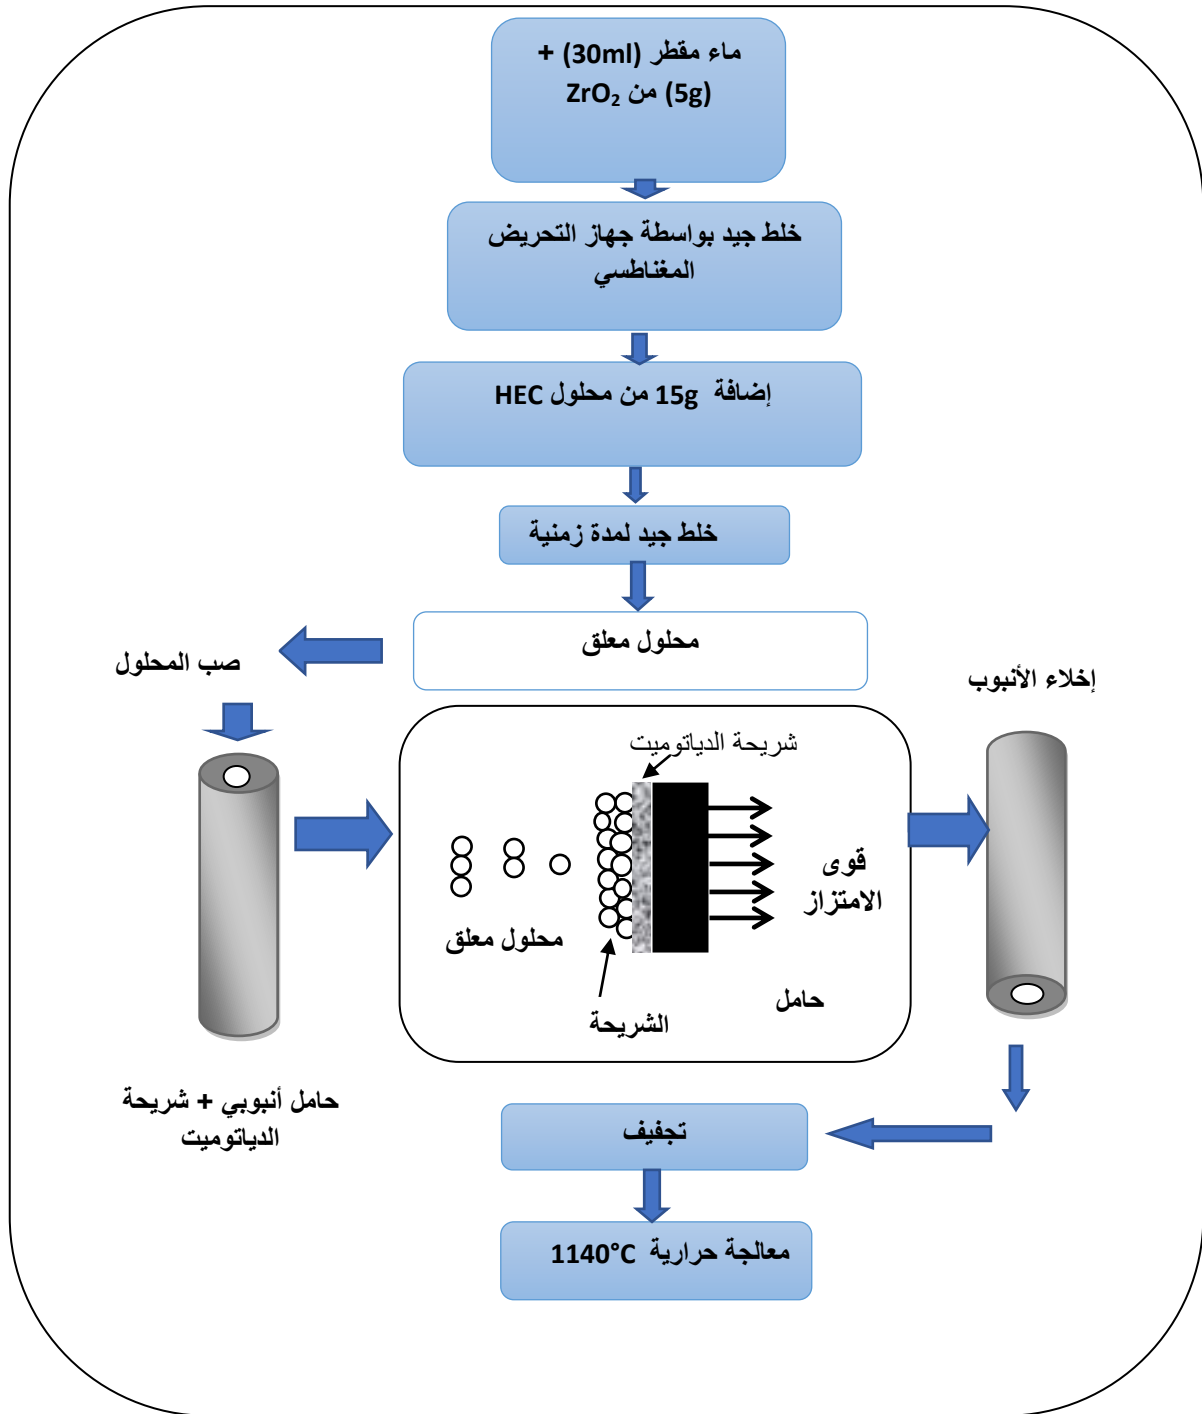 ماء مقطر (30ml) +
(5g) من ZrO₂
خلط جيد بواسطة جهاز التحريض
المغناطسي
إضافة 15g من محلول HEC
خلط جيد لمدة زمنية
محلول معلق
صب المحلول
إخلاء الأنبوب
شريحة الدياتوميت
قوى
الامتزاز
محلول معلق
حامل
الشريحة
حامل أنبوبي + شريحة
الدياتوميت
تجفيف
معالجة حرارية 1140°C